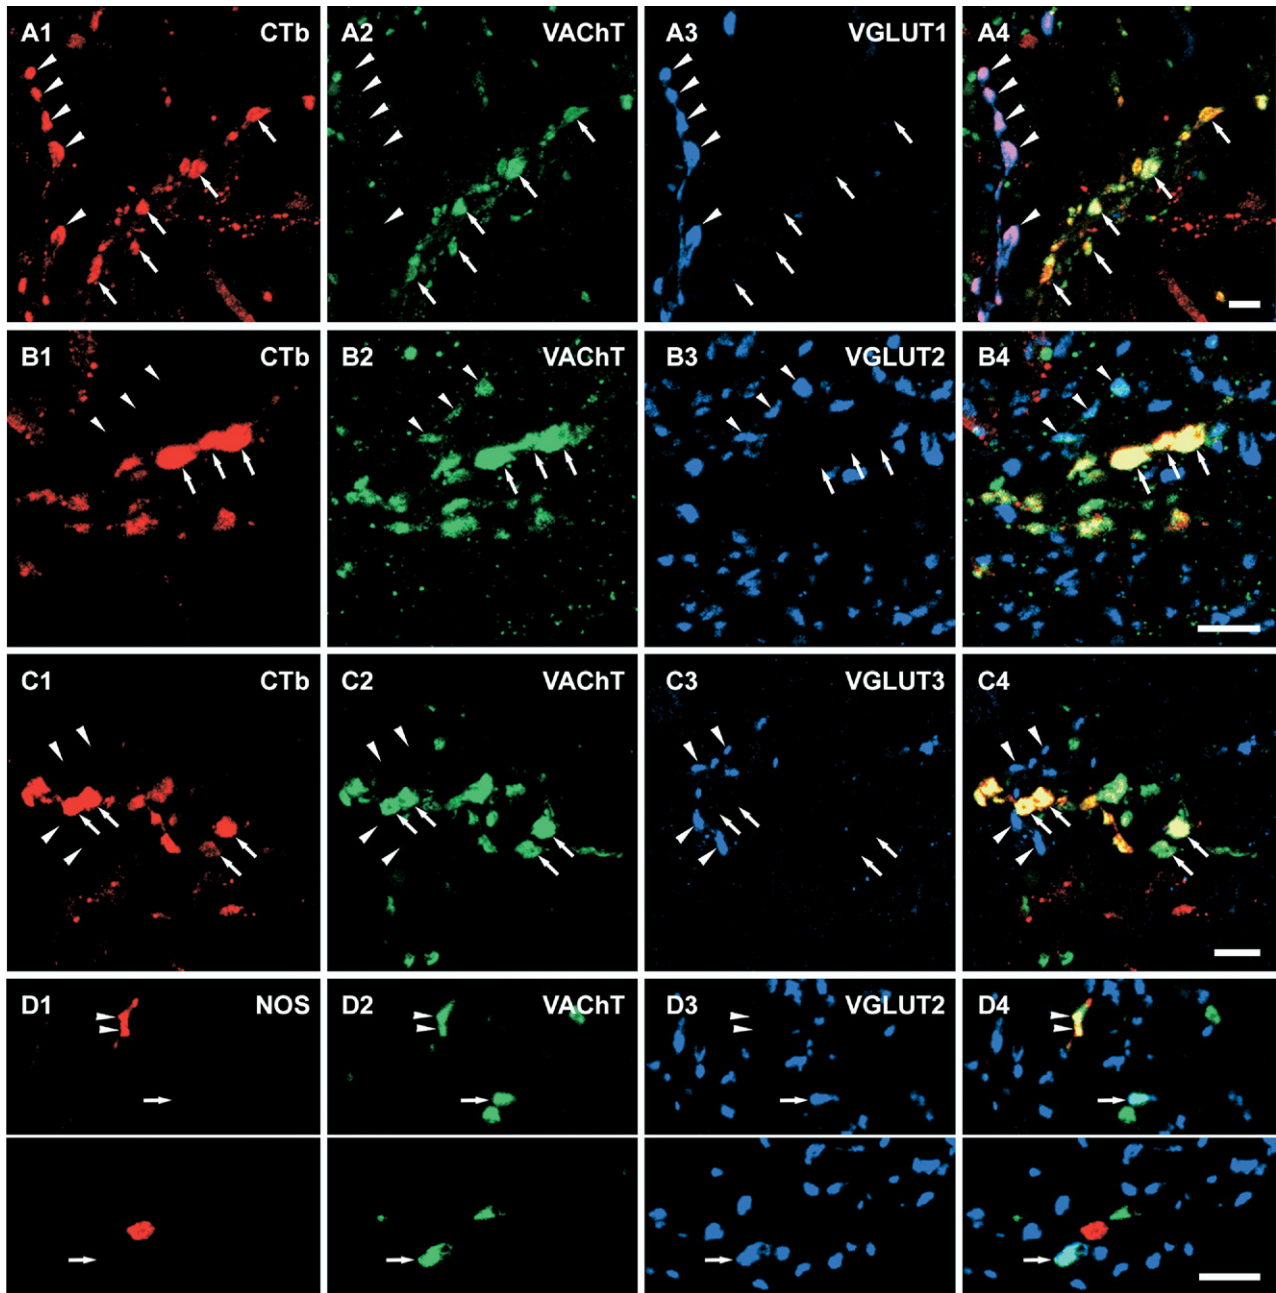 A1 CTb A2 VAChT A3 VGLUT1 A4
B1 CTb B2 VAChT B3 VGLUT2 B4
C1 CTb C2 VAChT C3 VGLUT3 C4
D1 NOS D2 VAChT D3 VGLUT2 D4